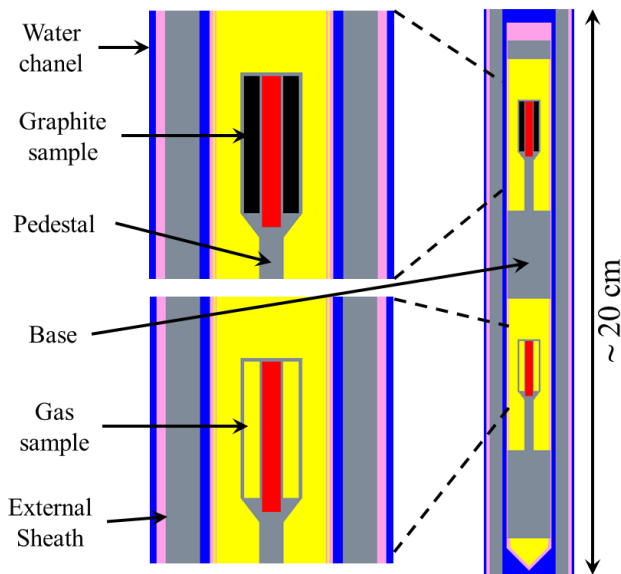 Water
chanel
Graphite
sample
Pedestal
Base
Gas
sample
External
Sheath
~ 20 cm